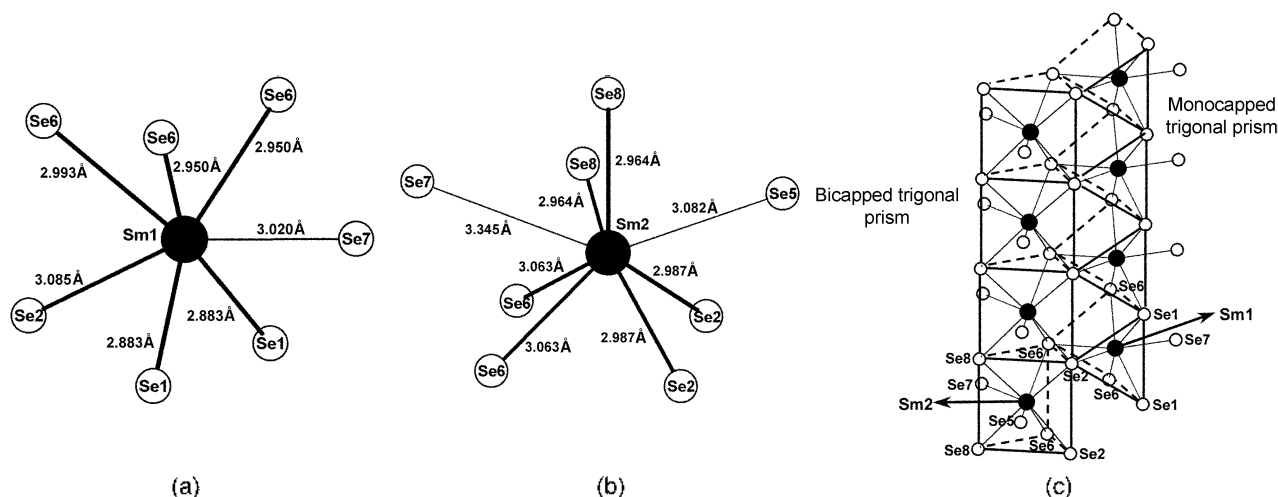 Se6
Se6
Se6
2.993Å
2.950Å
2.950Å
Sm1
3.020Å
Se7
3.085Å
Se2
2.883Å
2.883Å
Se1
Se1
(a)
Se8
Se8
2.964Å
Se7
2.964Å
3.082Å
Se5
Sm2
3.345Å
3.063Å
2.987Å
Se6
Se2
3.063Å
2.987Å
Se6
Se2
(b)
Monocapped
trigonal prism
Bicapped trigonal
prism
Se6
Se1
Sm1
Se7
Se8
Se6
Se2
Se7
Se6
Se1
Sm2
Se5
Se8
Se6
Se2
(c)